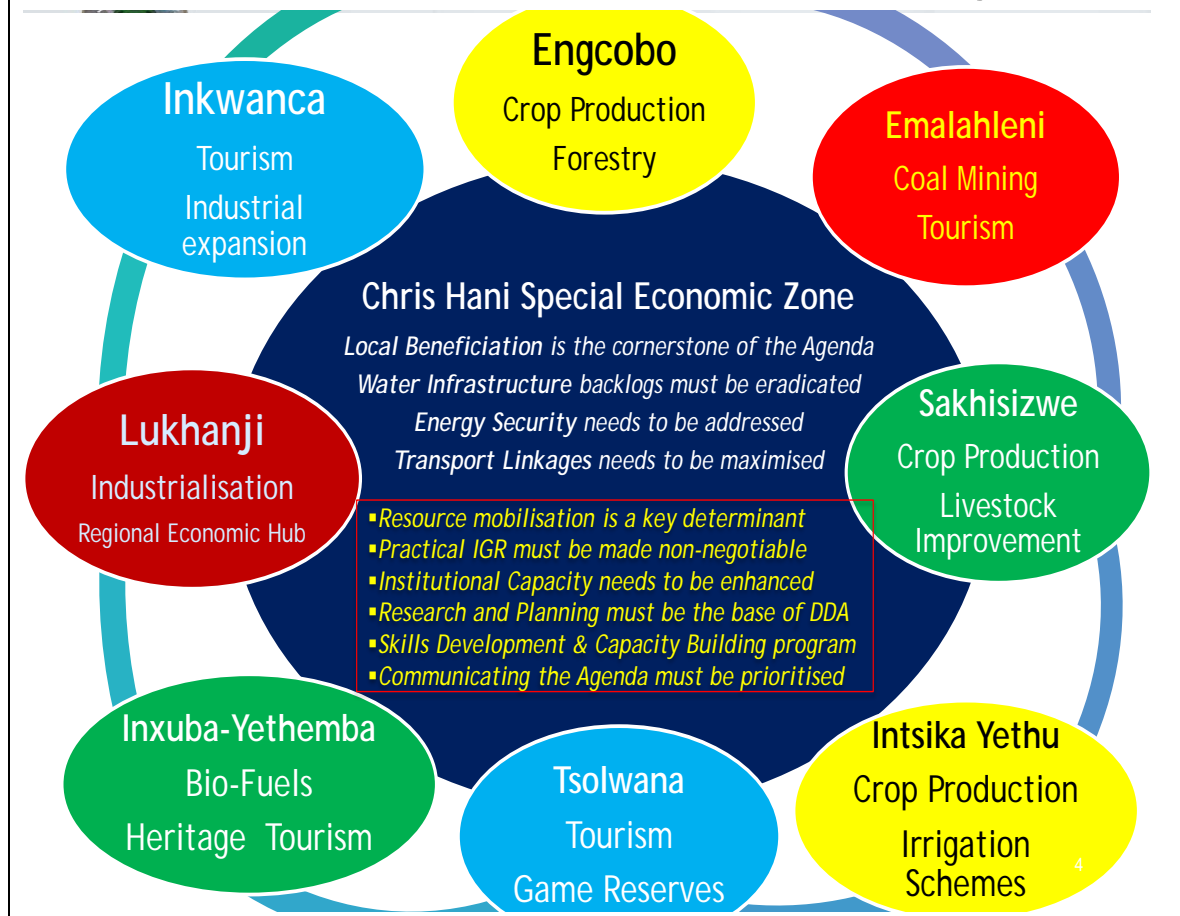 Engcobo
Crop Production
Forestry
Inkwanca
Tourism
Industrial
expansion
Emalahleni
Coal Mining
Tourism
Chris Hani Special Economic Zone
Local Beneficiation is the cornerstone of the Agenda
Water Infrastructure backlogs must be eradicated
Energy Security needs to be addressed
Transport Linkages needs to be maximised
▪Resource mobilisation is a key determinant
▪Practical IGR must be made non-negotiable
▪Institutional Capacity needs to be enhanced
▪Research and Planning must be the base of DDA
▪Skills Development & Capacity Building program
▪Communicating the Agenda must be prioritised
Lukhanji
Industrialisation
Regional Economic Hub
Sakhisizwe
Crop Production
Livestock
Improvement
Inxuba-Yethemba
Bio-Fuels
Heritage Tourism
Tsolwana
Tourism
Game Reserves
Intsika Yethu
Crop Production
Irrigation
Schemes
4